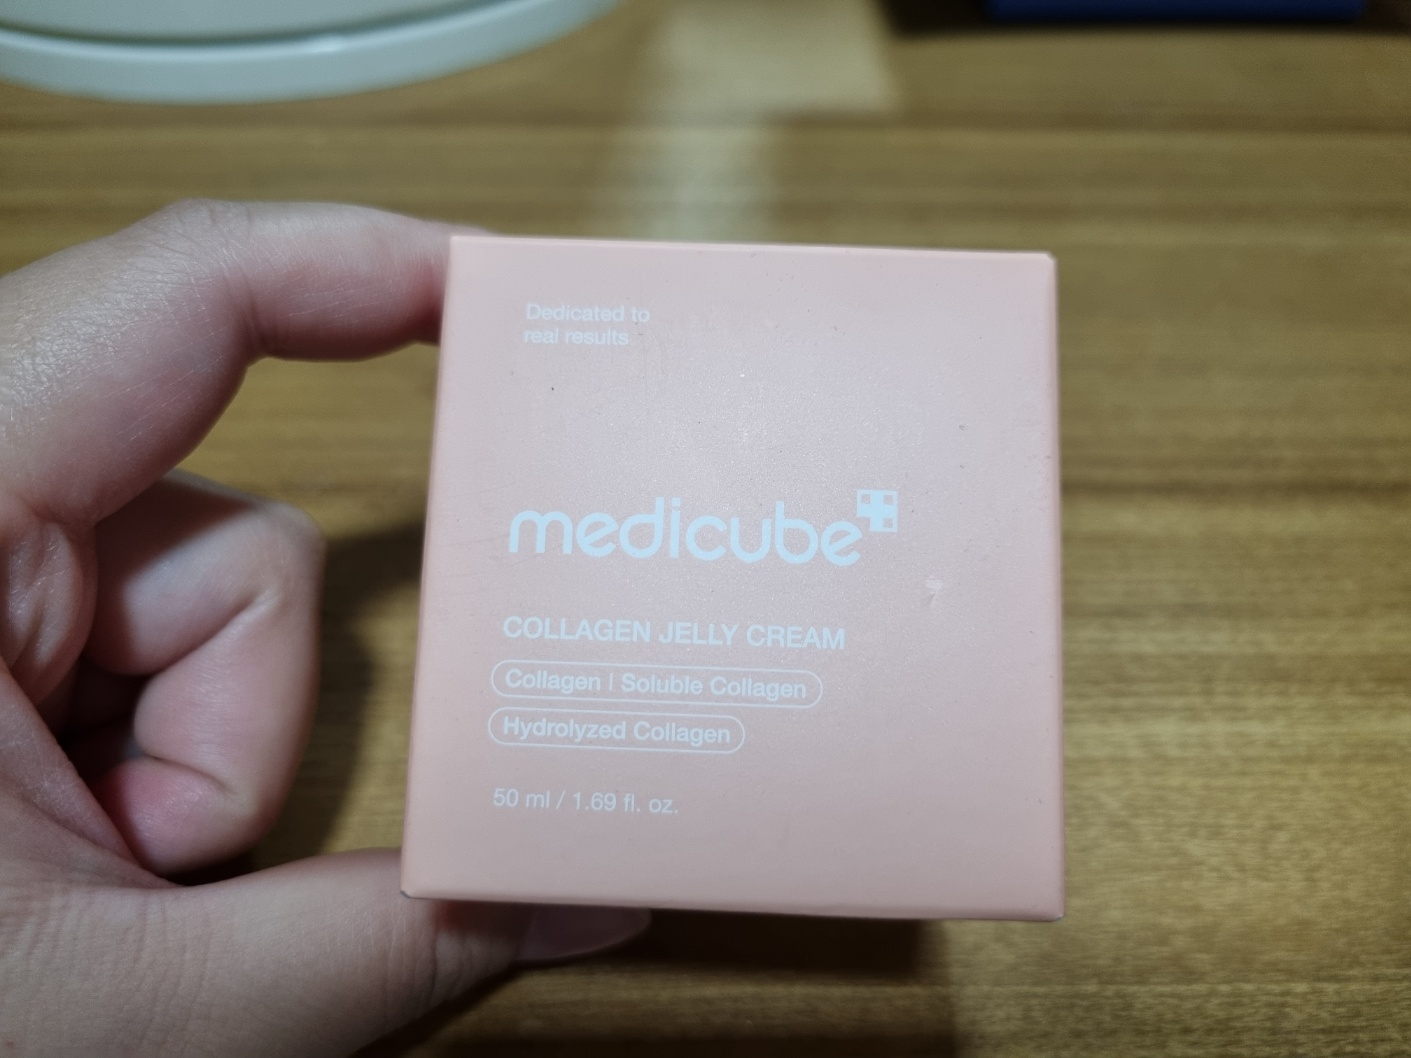 Dedicated to
real results
medicube
COLLAGEN JELLY CREAM
Collagen | Soluble Collagen
Hydrolyzed Collagen
50 ml / 1.69 fl. oz.